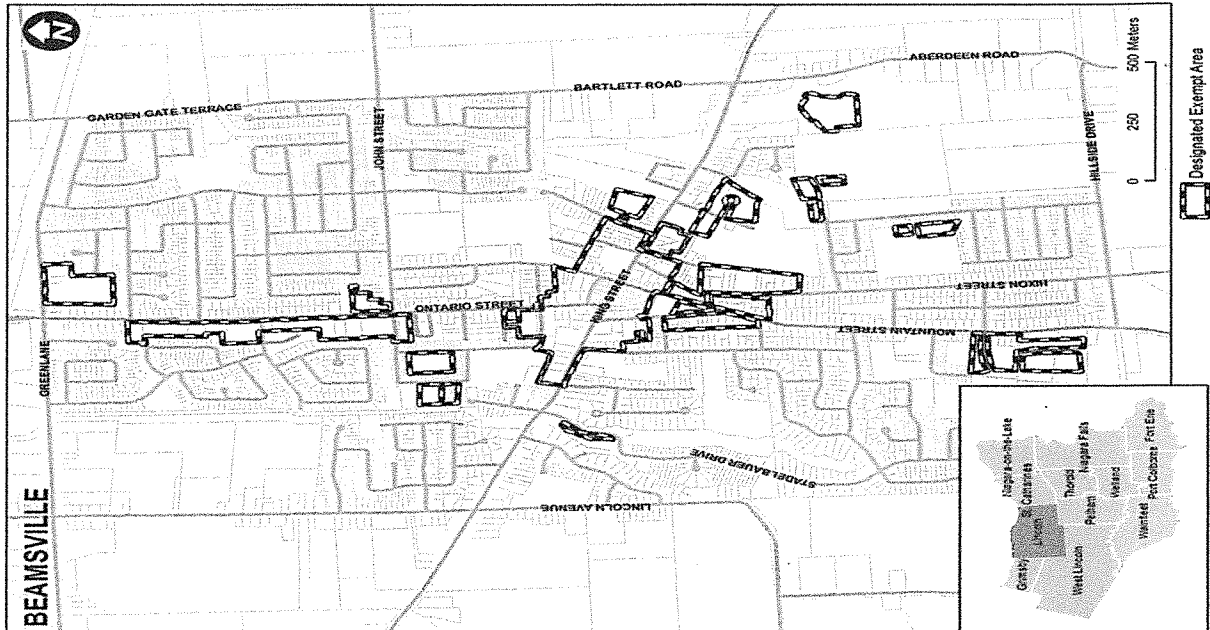 BEAMSVILLE
N
GREENLANE
GARDEN GATE TERRACE
JOHN STREET
ONTARIO STREET
BARTLETT ROAD
KING STREET
ABERDEEN ROAD
HIXON STREET
MOUNTAIN STREET
STADELBAUER DRIVE
LINCOLN AVENUE
HILLSIDE DRIVE
0 250 500 Meters
Designated Exempt Area
Grimsby
Lincoln
St. Catharines
Niagara-on-the-Lake
West Lincoln
Pelham
Thorold
Niagara Falls
Welland
Wainfleet
Port Colborne
Fort Erie